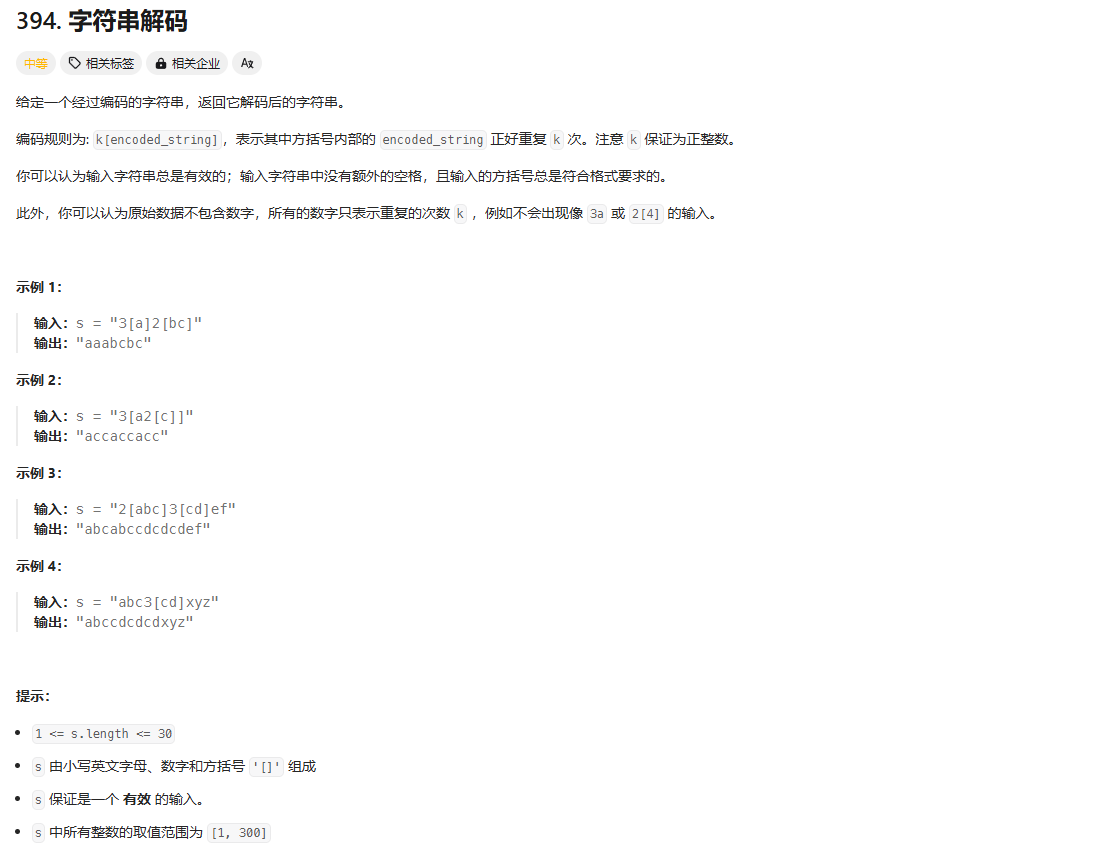 394. 字符串解码
中等 相关标签 相关企业 Aあ
给定一个经过编码的字符串，返回它解码后的字符串。
编码规则为: k[encoded_string]，表示其中方括号内部的 encoded_string 正好重复 k 次。注意 k 保证为正整数。
你可以认为输入字符串总是有效的；输入字符串中没有额外的空格，且输入的方括号总是符合格式要求的。
此外，你可以认为原始数据不包含数字，所有的数字只表示重复的次数 k ，例如不会出现像 3a 或 2[4] 的输入。
示例 1：
输入：s = "3[a]2[bc]"
输出："aaabcbc"
示例 2：
输入：s = "3[a2[c]]"
输出："accaccacc"
示例 3：
输入：s = "2[abc]3[cd]ef"
输出："abcabccdcdcdef"
示例 4：
输入：s = "abc3[cd]xyz"
输出："abccdcdcdxyz"
提示：
1 <= s.length <= 30
s 由小写英文字母、数字和方括号 '[]' 组成
s 保证是一个 有效 的输入。
s 中所有整数的取值范围为 [1, 300]